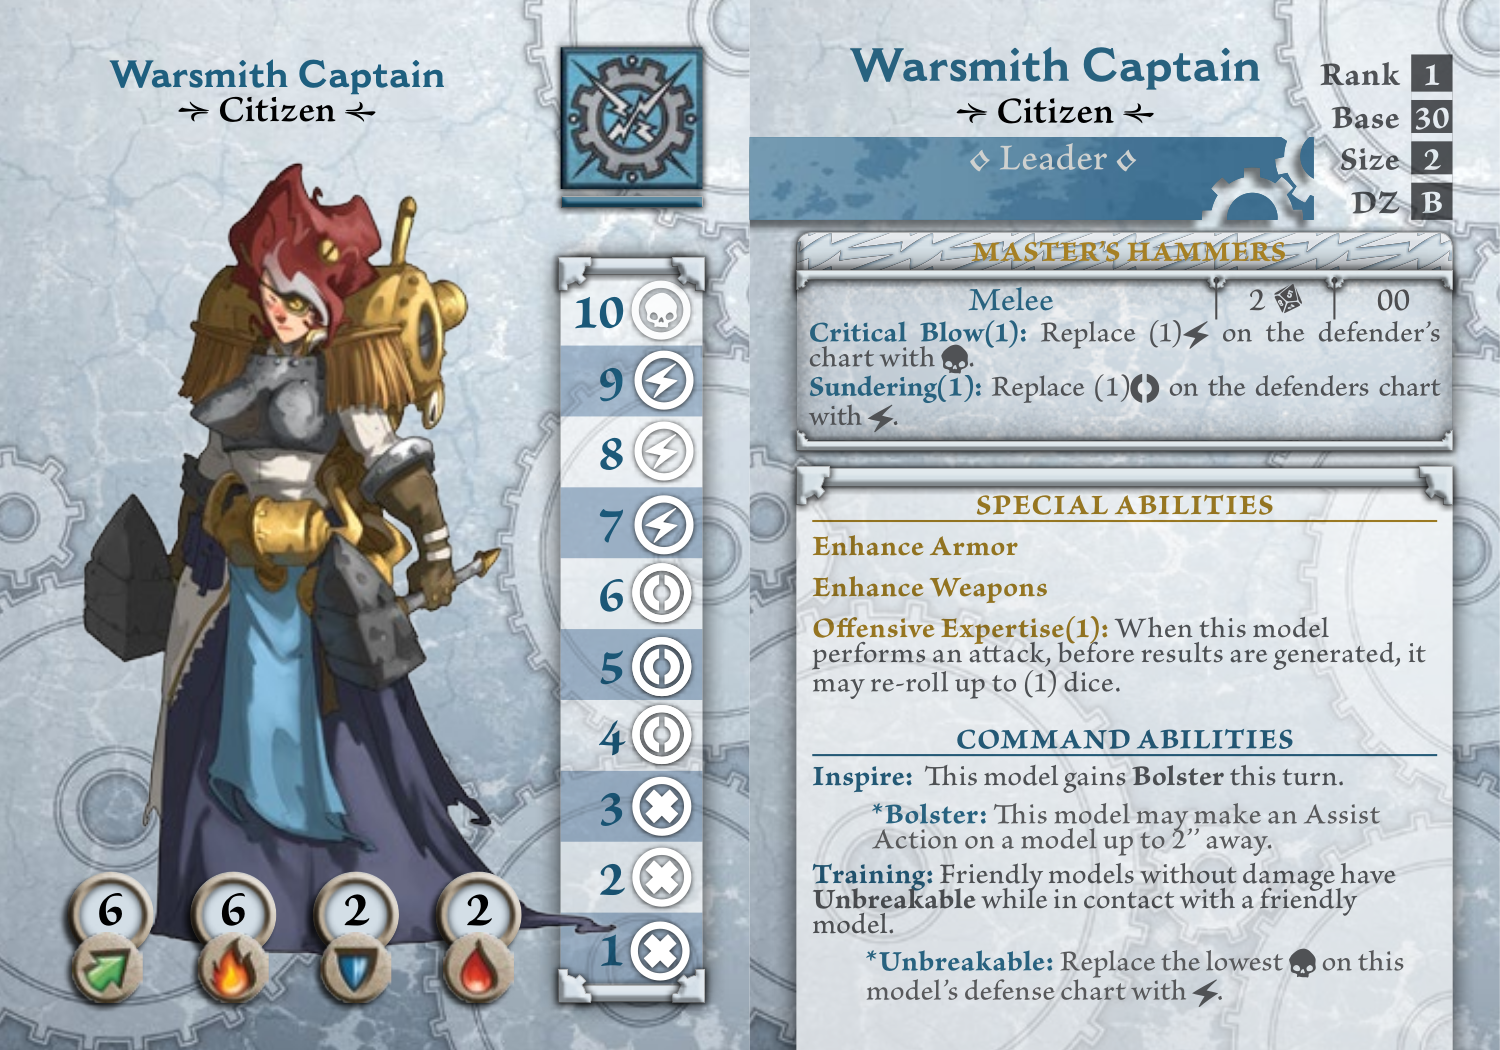 Warsmith Captain
Citizen
10
9
8
7
6
5
4
3
2
1
6
6
2
2
Warsmith Captain
Citizen
Leader
Rank 1
Base 30
Size 2
DZ B
MASTER'S HAMMERS
Melee 2 00
Critical Blow(1): Replace (1) on the defender's
chart with .
Sundering(1): Replace (1) on the defenders chart
with .
SPECIAL ABILITIES
Enhance Armor
Enhance Weapons
Offensive Expertise(1): When this model
performs an attack, before results are generated, it
may re-roll up to (1) dice.
COMMAND ABILITIES
Inspire: This model gains Bolster this turn.
*Bolster: This model may make an Assist
Action on a model up to 2” away.
Training: Friendly models without damage have
Unbreakable while in contact with a friendly
model.
*Unbreakable: Replace the lowest on this
model's defense chart with .